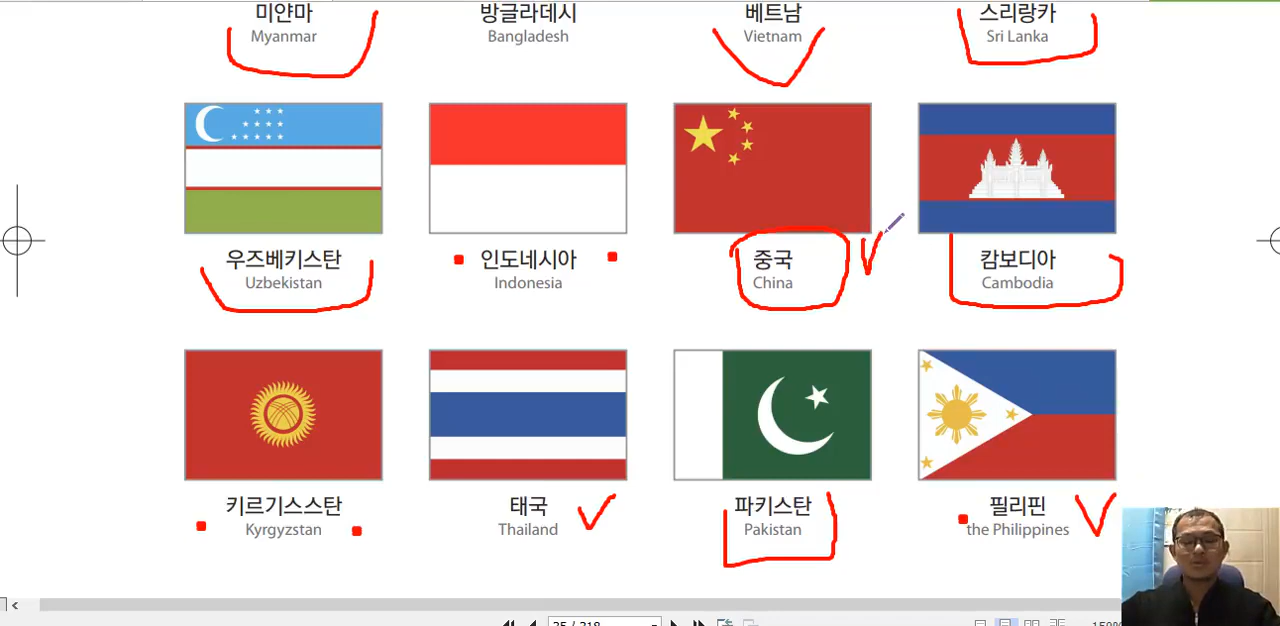 미얀마 방글라데시 베트남 스리랑카
Myanmar Bangladesh Vietnam Sri Lanka
우즈베키스탄 인도네시아 중국 캄보디아
Uzbekistan Indonesia China Cambodia
키르기스스탄 태국 파키스탄 필리핀
Kyrgyzstan Thailand Pakistan the Philippines